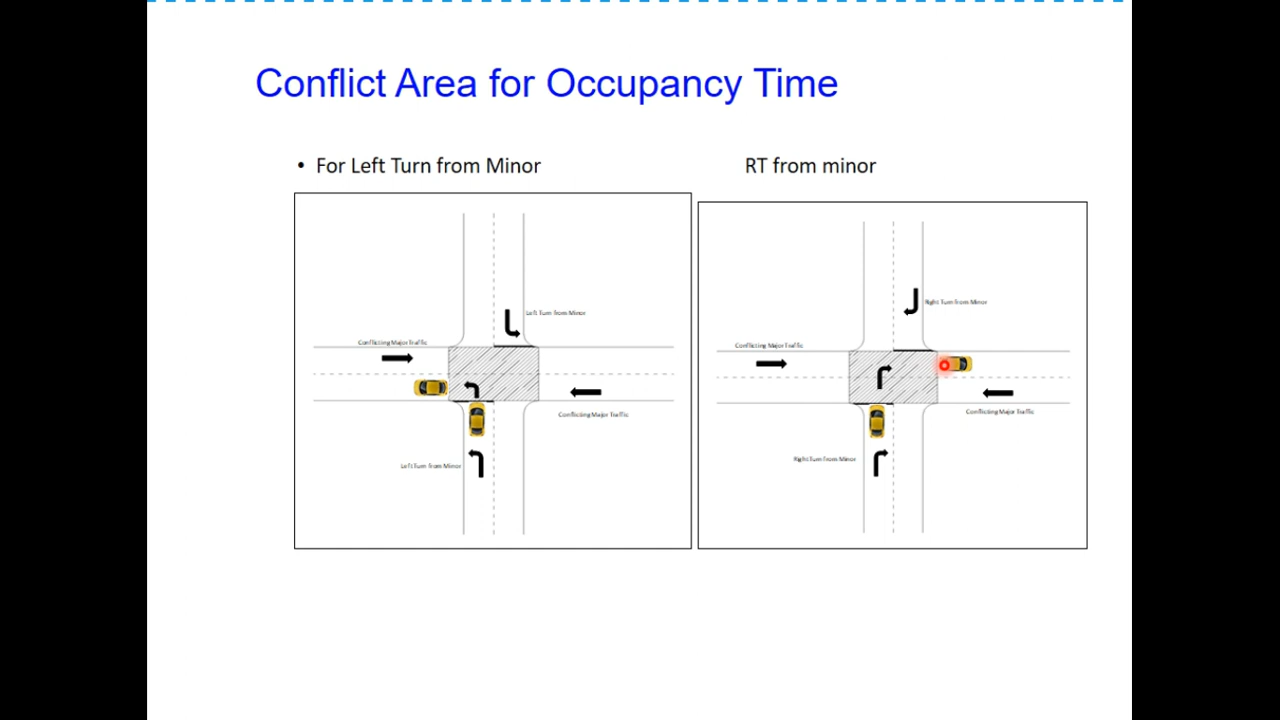 Conflict Area for Occupancy Time
• For Left Turn from Minor
RT from minor
Left Turn from Minor
Conflicting Major Traffic
Conflicting Major Traffic
Left Turn from Minor
Right Turn from Minor
Conflicting Major Traffic
Conflicting Major Traffic
Right Turn from Minor